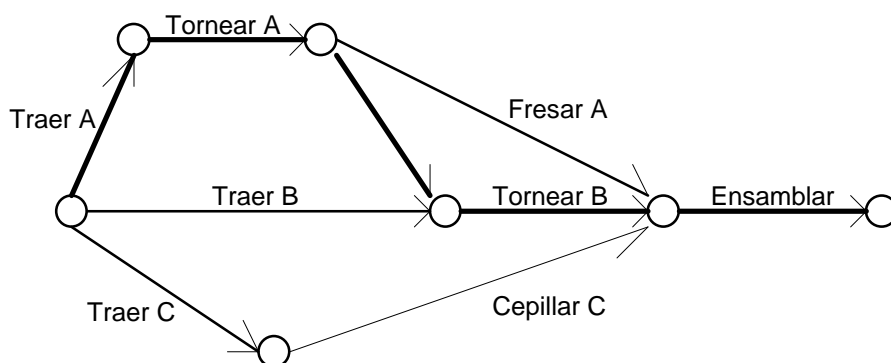 Tornear A
Traer A
Fresar A
Traer B
Tornear B
Ensamblar
Traer C
Cepillar C